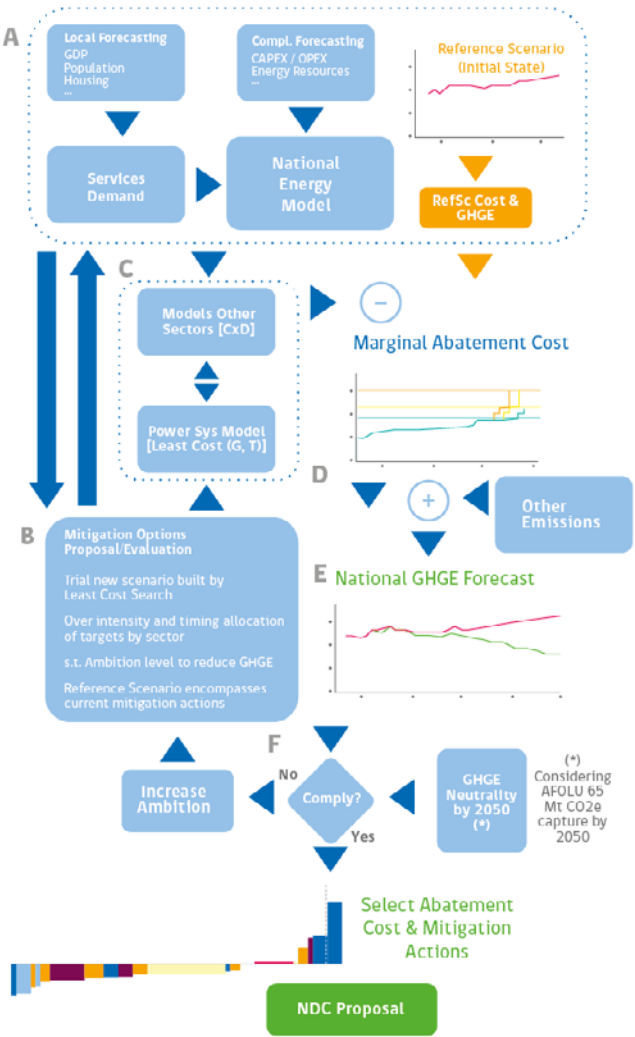 A
Local Forecasting
GDP
Population
Housing
...
Compl. Forecasting
CAPEX / OPEX
Energy Resources
...
Reference Scenario
(Initial State)
Services
Demand
National
Energy
Model
RefSc Cost &
GHGE
C
Models Other
Sectors [CxD]
−
Marginal Abatement Cost
Power Sys Model
[Least Cost (G, T)]
D
+
Other
Emissions
B
Mitigation Options
Proposal/Evaluation
Trial new scenario built by
Least Cost Search
Over intensity and timing allocation
of targets by sector
s.t. Ambition level to reduce GHGE
Reference Scenario encompasses
current mitigation actions
E
National GHGE Forecast
F
No
Comply?
Yes
Increase
Ambition
GHGE
Neutrality
by 2050
(*)
(*)
Considering
AFOLU 65
Mt CO2e
capture by
2050
Select Abatement
Cost & Mitigation
Actions
NDC Proposal